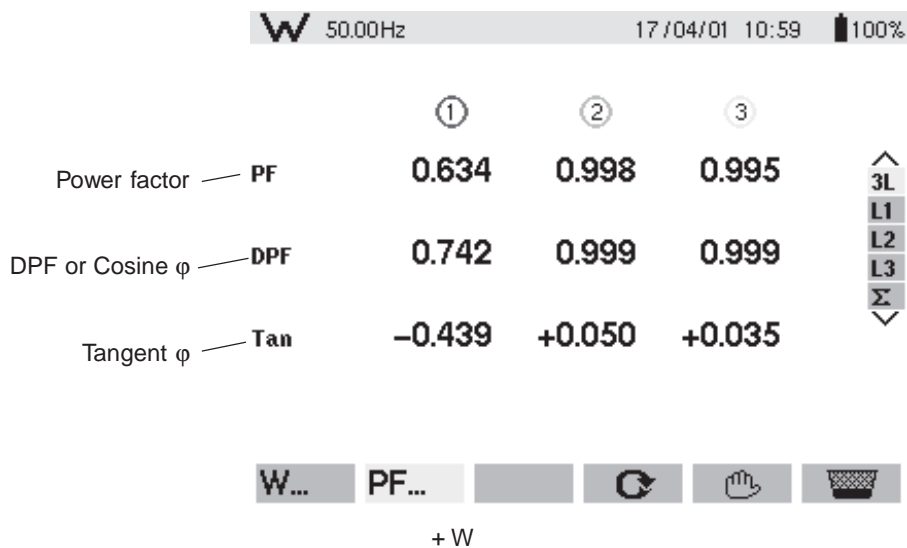 W 50.00Hz 17/04/01 10:59 100%
1 2 3
Power factor PF 0.634 0.998 0.995
3L
L1
L2
DPF or Cosine φ DPF 0.742 0.999 0.999
L3
Σ
Tangent φ Tan −0.439 +0.050 +0.035
W... PF...
+ W